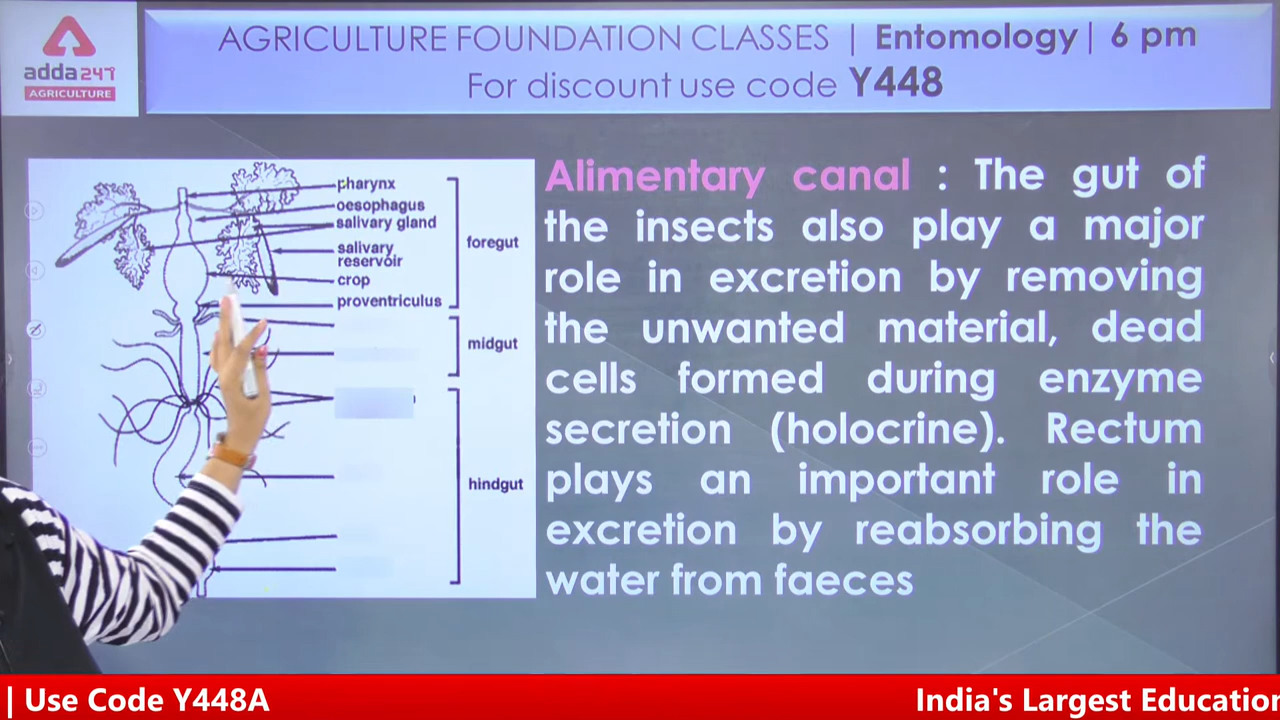 AGRICULTURE FOUNDATION CLASSES | Entomology| 6 pm
For discount use code Y448
adda247
AGRICULTURE
pharynx
oesophagus
salivary gland
salivary
reservoir
crop
proventriculus
foregut
midgut
hindgut
Alimentary canal : The gut of
the insects also play a major
role in excretion by removing
the unwanted material, dead
cells formed during enzyme
secretion (holocrine). Rectum
plays an important role in
excretion by reabsorbing the
water from faeces
| Use Code Y448A
India's Largest Education